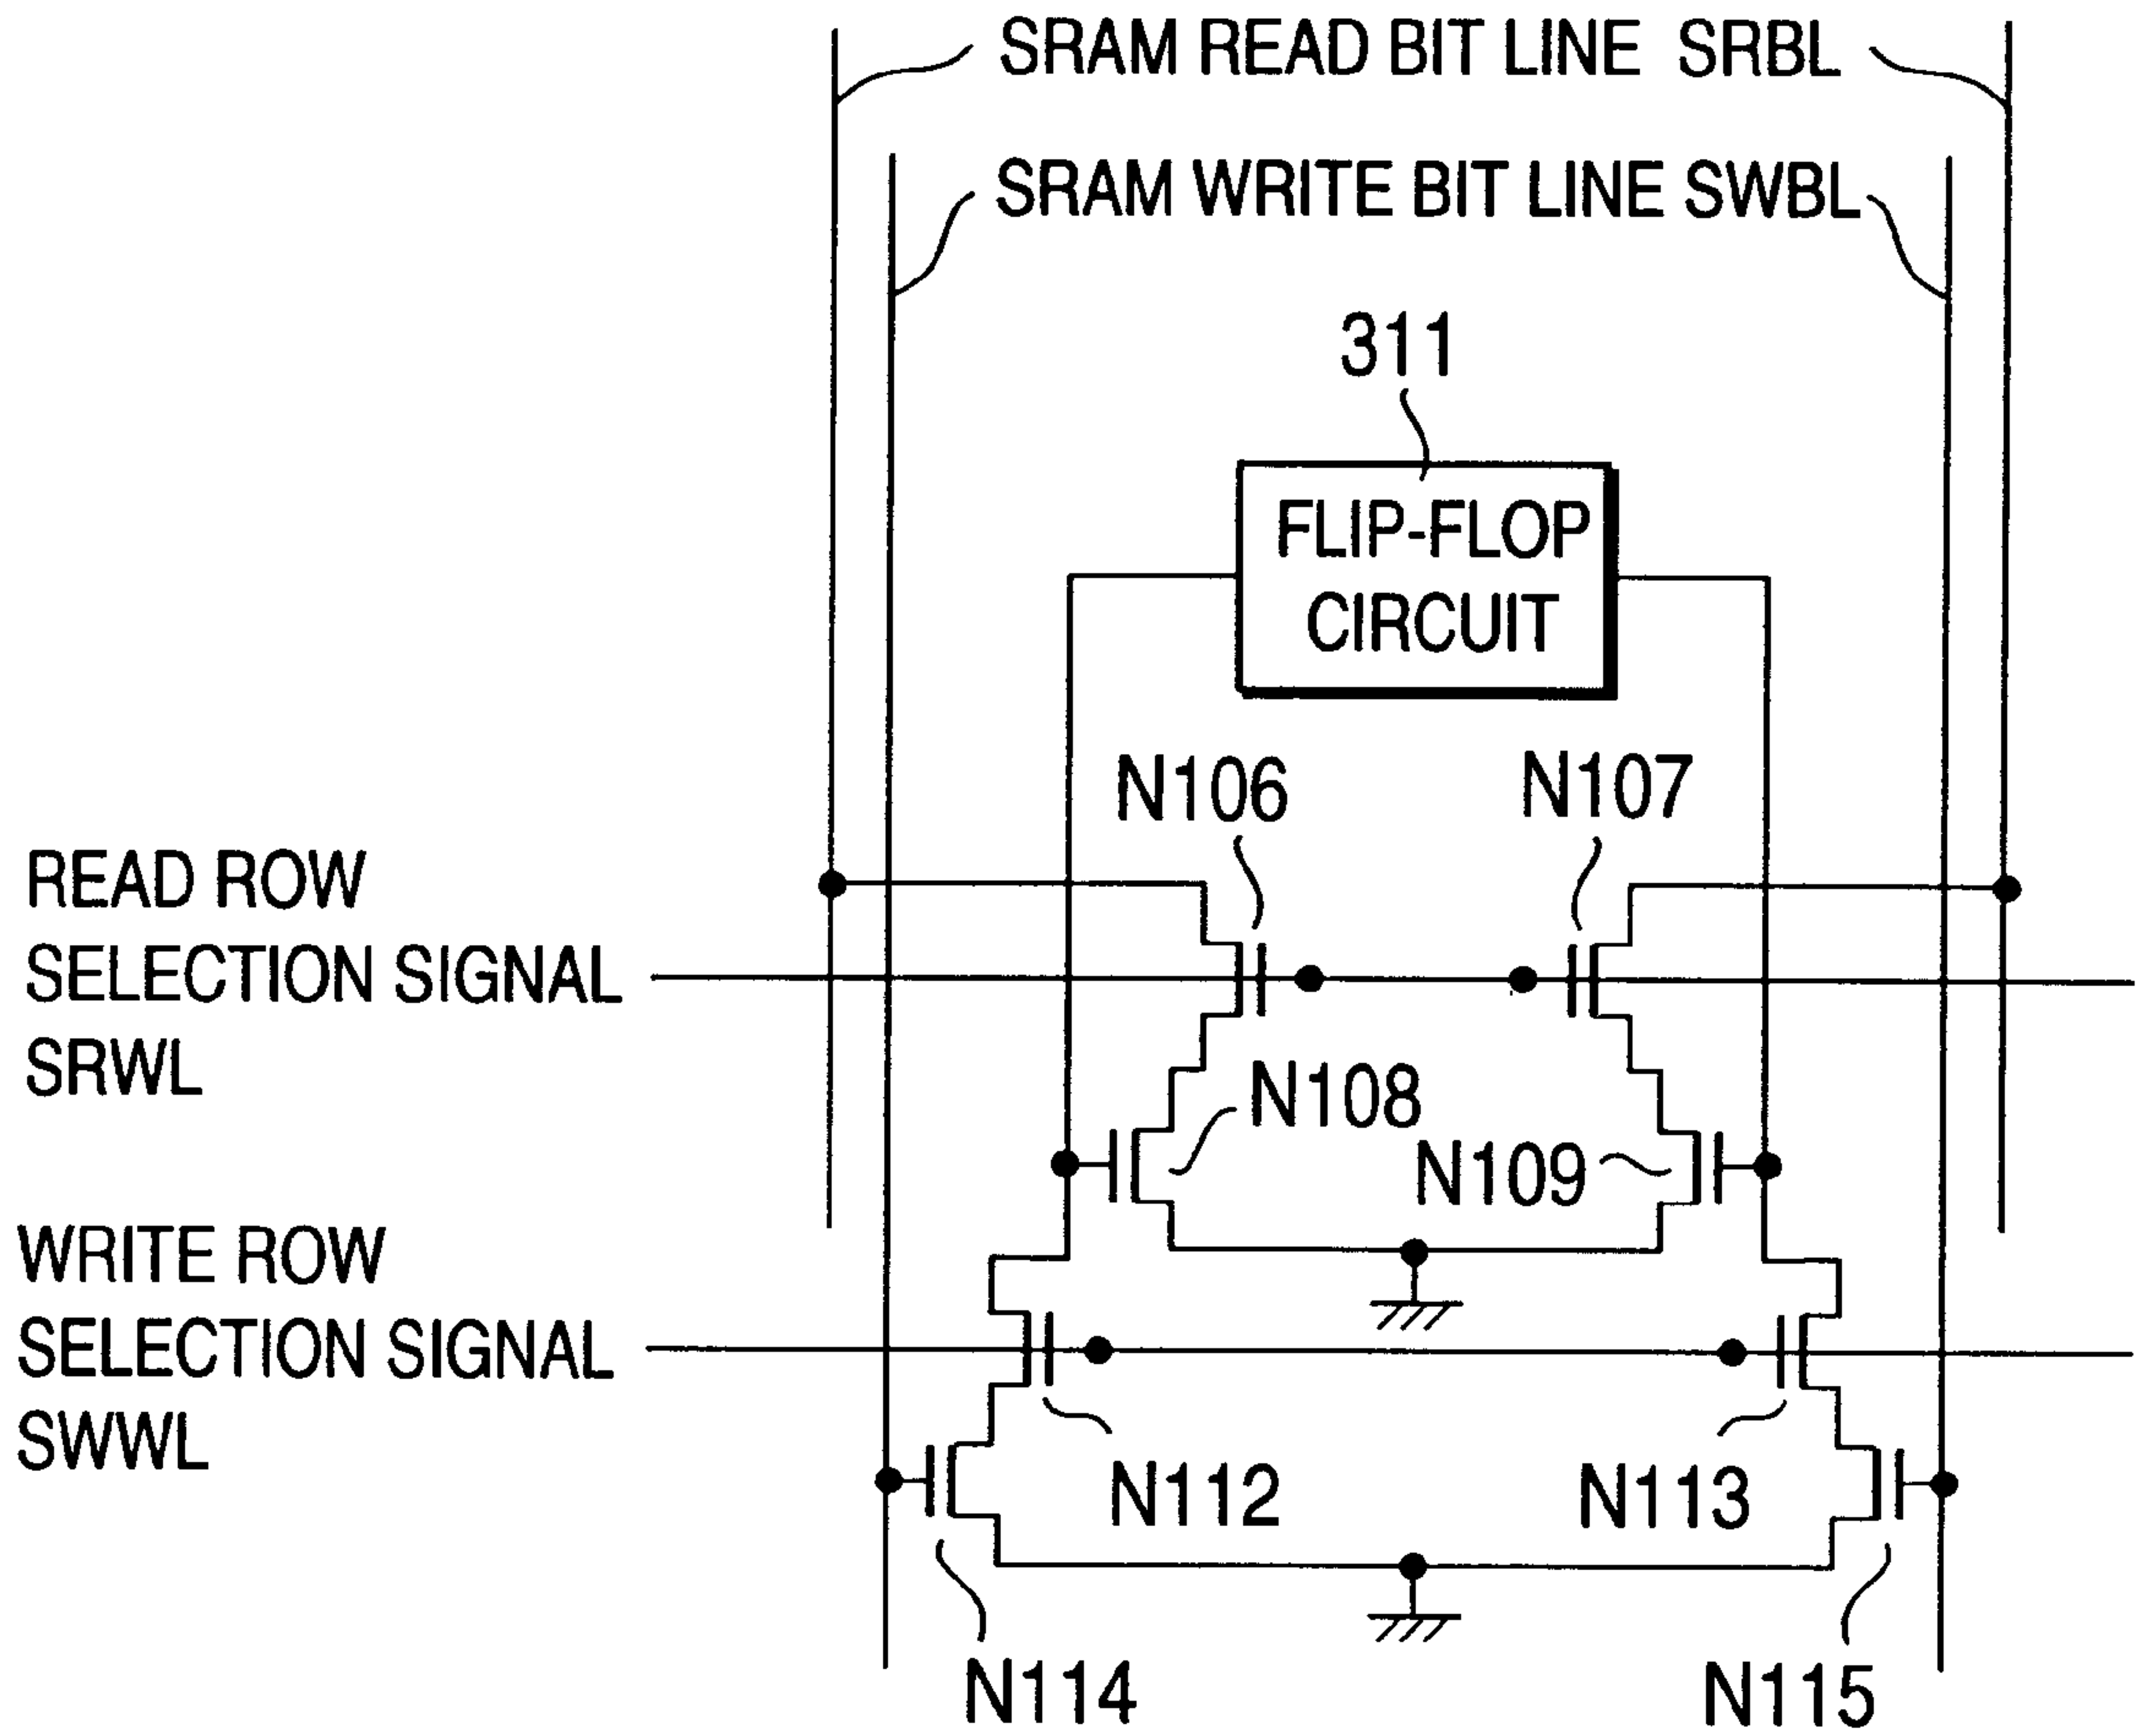 SRAM READ BIT LINE SRBL
SRAM WRITE BIT LINE SWBL
311
FLIP-FLOP
CIRCUIT
N106
N107
READ ROW
SELECTION SIGNAL
SRWL
N108
N109
WRITE ROW
SELECTION SIGNAL
SWWL
N112
N113
N114
N115